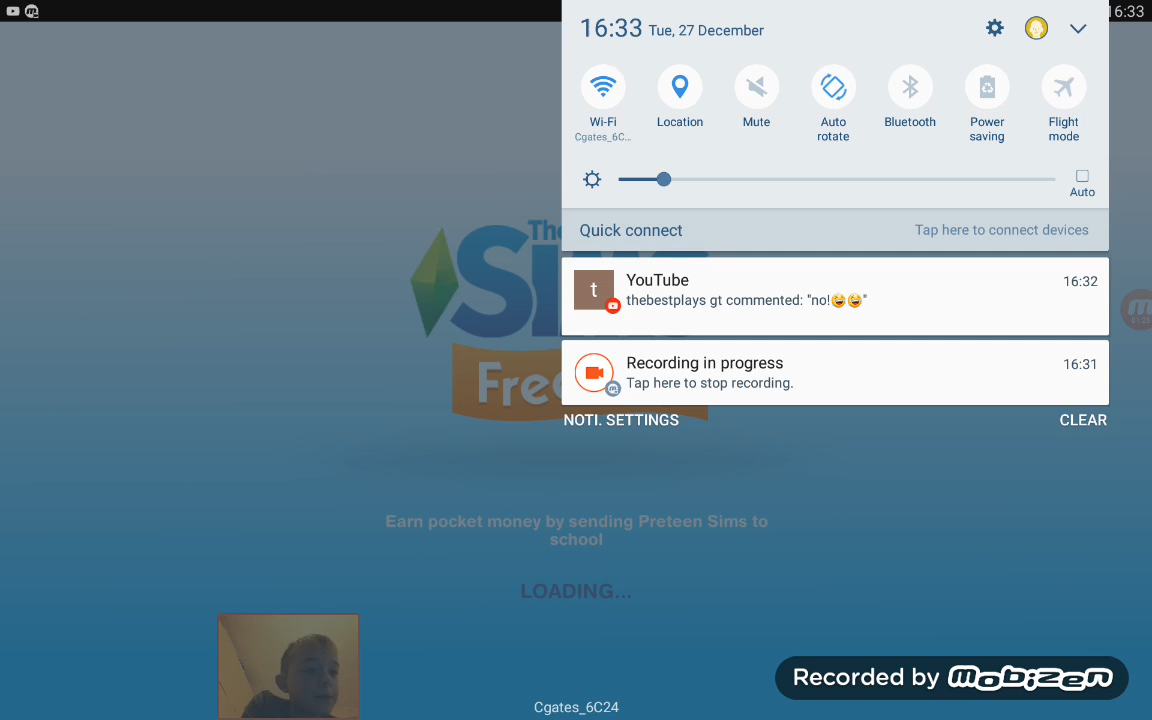 16:33
16:33 Tue, 27 December
Wi-Fi
Cgates_6C...
Location
Mute
Auto
rotate
Bluetooth
Power
saving
Flight
mode
Auto
Quick connect
Tap here to connect devices
YouTube
16:32
t
thebestplays gt commented: "no!😅😅"
Recording in progress
16:31
Tap here to stop recording.
NOTI. SETTINGS
CLEAR
The
Sims
Free
Earn pocket money by sending Preteen Sims to
school
LOADING...
Recorded by mobizen
Cgates_6C24